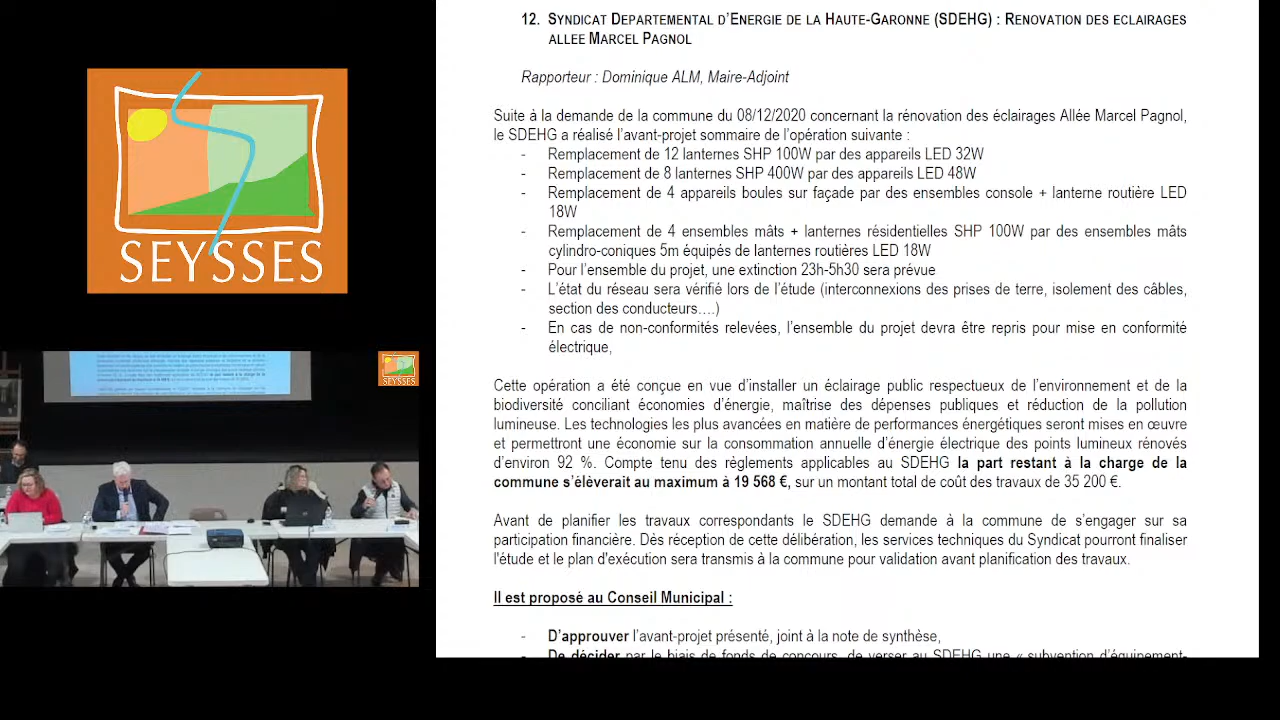 SEYSSES
SEYSSES
12. SYNDICAT DEPARTEMENTAL D'ENERGIE DE LA HAUTE-GARONNE (SDEHG) : RENOVATION DES ECLAIRAGES
ALLEE MARCEL PAGNOL
Rapporteur : Dominique ALM, Maire-Adjoint
Suite à la demande de la commune du 08/12/2020 concernant la rénovation des éclairages Allée Marcel Pagnol,
le SDEHG a réalisé l'avant-projet sommaire de l'opération suivante :
- Remplacement de 12 lanternes SHP 100W par des appareils LED 32W
- Remplacement de 8 lanternes SHP 400W par des appareils LED 48W
- Remplacement de 4 appareils boules sur façade par des ensembles console + lanterne routière LED
18W
- Remplacement de 4 ensembles mâts + lanternes résidentielles SHP 100W par des ensembles mâts
cylindro-coniques 5m équipés de lanternes routières LED 18W
- Pour l'ensemble du projet, une extinction 23h-5h30 sera prévue
- L'état du réseau sera vérifié lors de l'étude (interconnexions des prises de terre, isolement des câbles,
section des conducteurs….)
- En cas de non-conformités relevées, l'ensemble du projet devra être repris pour mise en conformité
électrique,
Cette opération a été conçue en vue d'installer un éclairage public respectueux de l'environnement et de la
biodiversité conciliant économies d'énergie, maîtrise des dépenses publiques et réduction de la pollution
lumineuse. Les technologies les plus avancées en matière de performances énergétiques seront mises en œuvre
et permettront une économie sur la consommation annuelle d'énergie électrique des points lumineux rénovés
d'environ 92 %. Compte tenu des règlements applicables au SDEHG la part restant à la charge de la
commune s'élèverait au maximum à 19 568 €, sur un montant total de coût des travaux de 35 200 €.
Avant de planifier les travaux correspondants le SDEHG demande à la commune de s'engager sur sa
participation financière. Dès réception de cette délibération, les services techniques du Syndicat pourront finaliser
l'étude et le plan d'exécution sera transmis à la commune pour validation avant planification des travaux.
Il est proposé au Conseil Municipal :
- D'approuver l'avant-projet présenté, joint à la note de synthèse,
- De décider par le biais de fonds de concours, de verser au SDEHG une « subvention d'équipement-